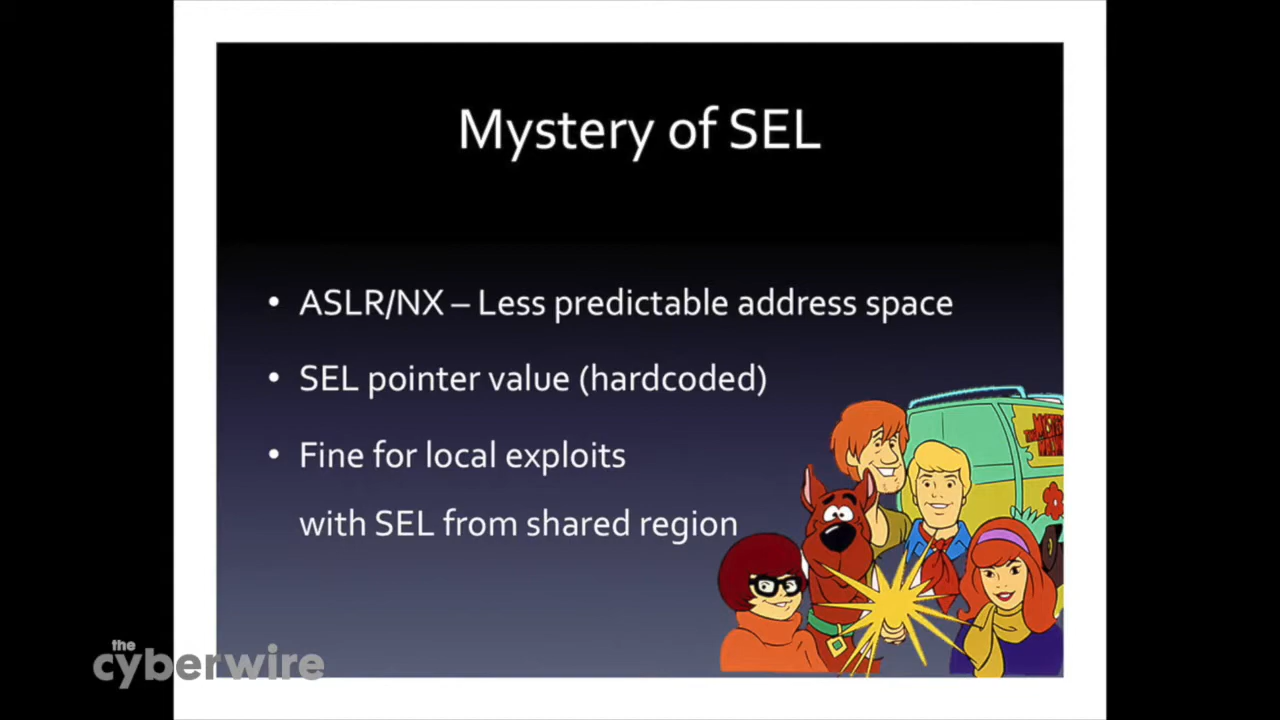 Mystery of SEL
• ASLR/NX – Less predictable address space
• SEL pointer value (hardcoded)
• Fine for local exploits
with SEL from shared region
the
cyberwire